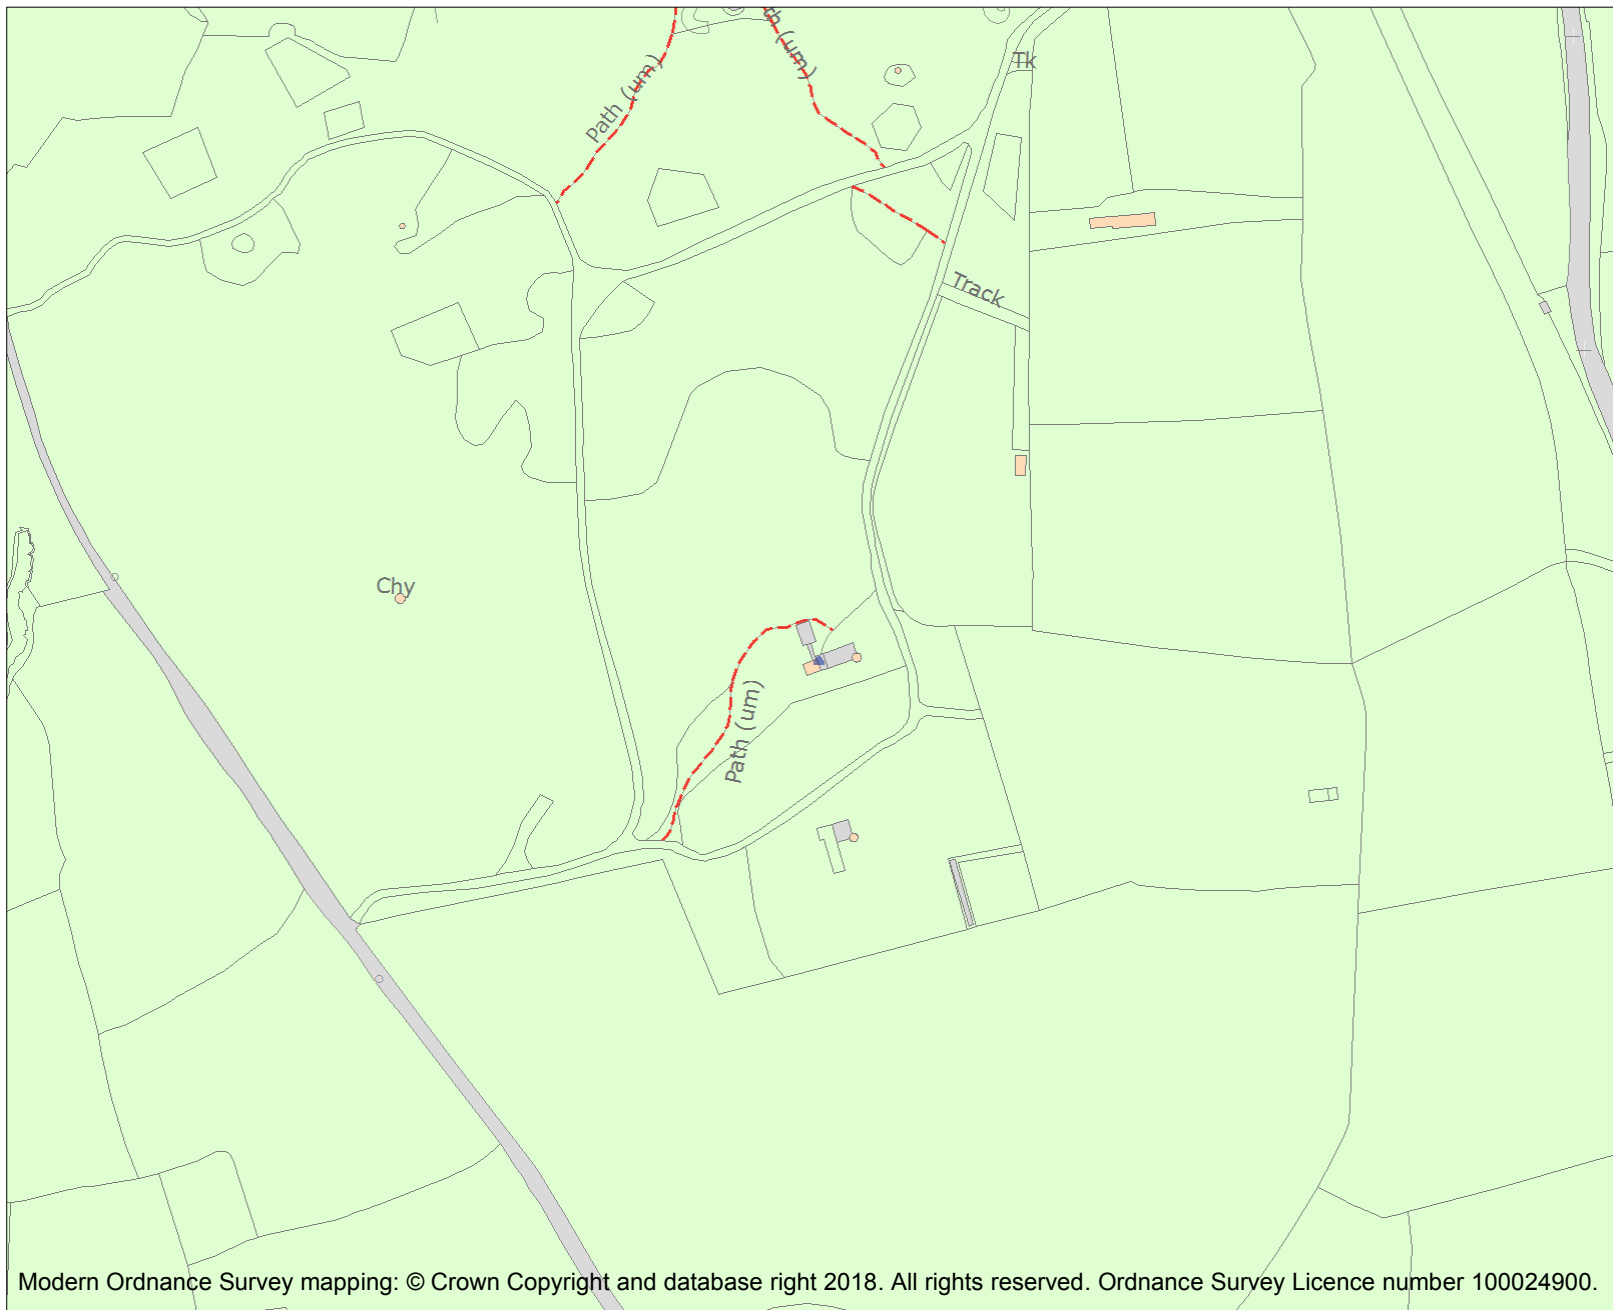 Path (um)
(um)
Tk
Track
Chy
Path (um)
Modern Ordnance Survey mapping: © Crown Copyright and database right 2018. All rights reserved. Ordnance Survey Licence number 100024900.